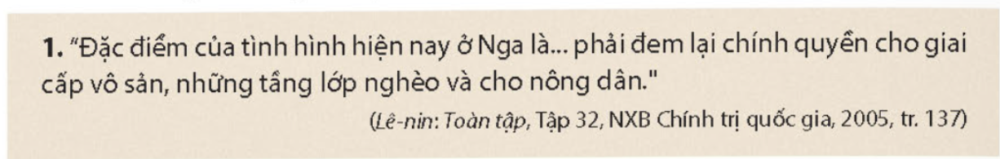 1. "Đặc điểm của tình hình hiện nay ở Nga là... phải đem lại chính quyền cho giai
cấp vô sản, những tầng lớp nghèo và cho nông dân."
(Lê-nin: Toàn tập, Tập 32, NXB Chính trị quốc gia, 2005, tr. 137)